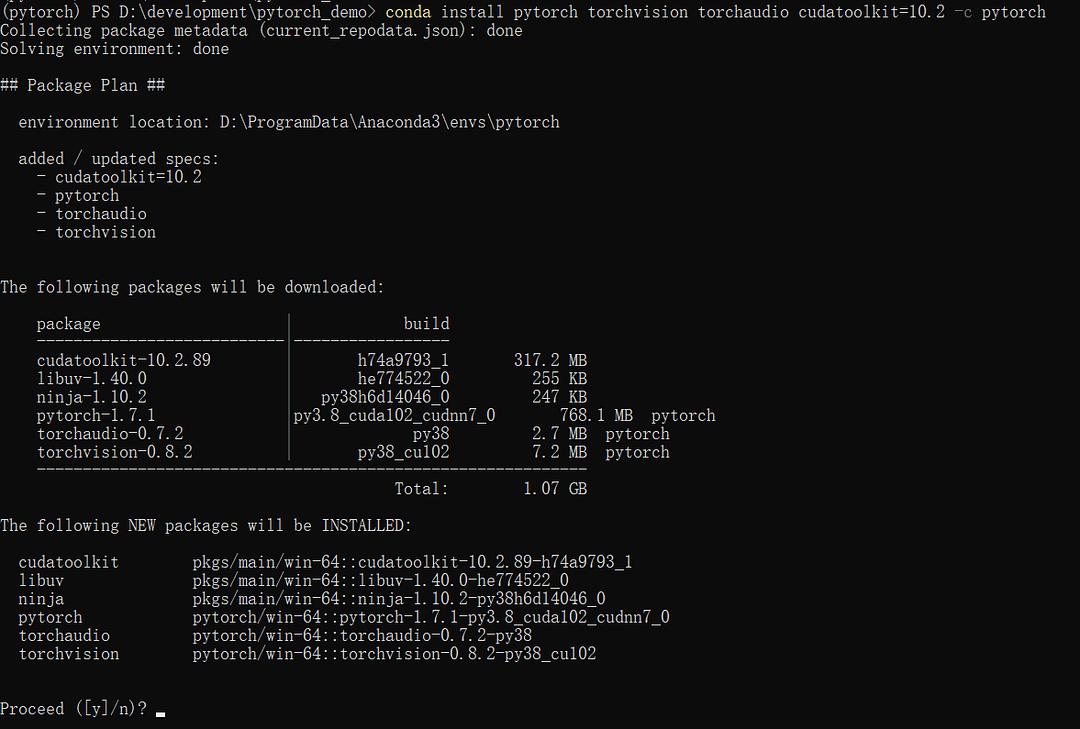 (pytorch) PS D:\development\pytorch_demo> conda install pytorch torchvision torchaudio cudatoolkit=10.2 -c pytorch
Collecting package metadata (current_repodata.json): done
Solving environment: done
## Package Plan ##
environment location: D:\ProgramData\Anaconda3\envs\pytorch
added / updated specs:
- cudatoolkit=10.2
- pytorch
- torchaudio
- torchvision
The following packages will be downloaded:
package | build
---------------------------|-----------------
cudatoolkit-10.2.89 | h74a9793_1 317.2 MB
libuv-1.40.0 | he774522_0 255 KB
ninja-1.10.2 | py38h6d14046_0 247 KB
pytorch-1.7.1 |py3.8_cuda102_cudnn7_0 768.1 MB pytorch
torchaudio-0.7.2 | py38 2.7 MB pytorch
torchvision-0.8.2 | py38_cu102 7.2 MB pytorch
------------------------------------------------------------
Total: 1.07 GB
The following NEW packages will be INSTALLED:
cudatoolkit pkgs/main/win-64::cudatoolkit-10.2.89-h74a9793_1
libuv pkgs/main/win-64::libuv-1.40.0-he774522_0
ninja pkgs/main/win-64::ninja-1.10.2-py38h6d14046_0
pytorch pytorch/win-64::pytorch-1.7.1-py3.8_cuda102_cudnn7_0
torchaudio pytorch/win-64::torchaudio-0.7.2-py38
torchvision pytorch/win-64::torchvision-0.8.2-py38_cu102
Proceed ([y]/n)?